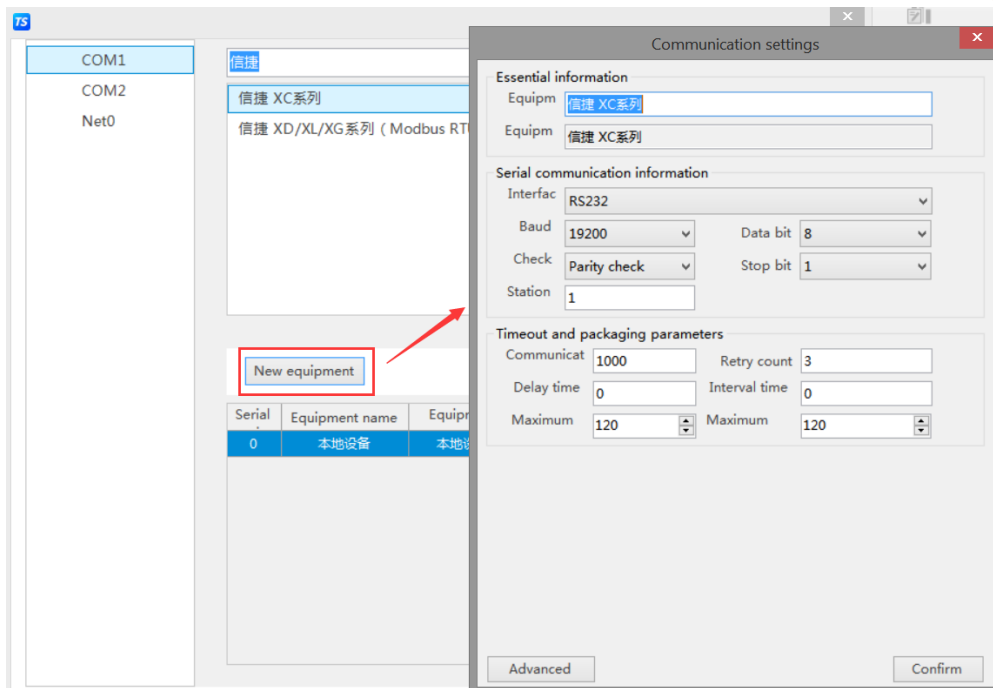 TS
COM1
COM2
Net0
信捷
信捷 XC系列
信捷 XD/XL/XG系列（Modbus RTU
New equipment
Serial
Equipment name
Equipm
0
本地设备
本地设
Communication settings
Essential information
Equipm
信捷 XC系列
Equipm
信捷 XC系列
Serial communication information
Interfac
RS232
Baud
19200
Data bit
8
Check
Parity check
Stop bit
1
Station
1
Timeout and packaging parameters
Communicat
1000
Retry count
3
Delay time
0
Interval time
0
Maximum
120
Maximum
120
Advanced
Confirm